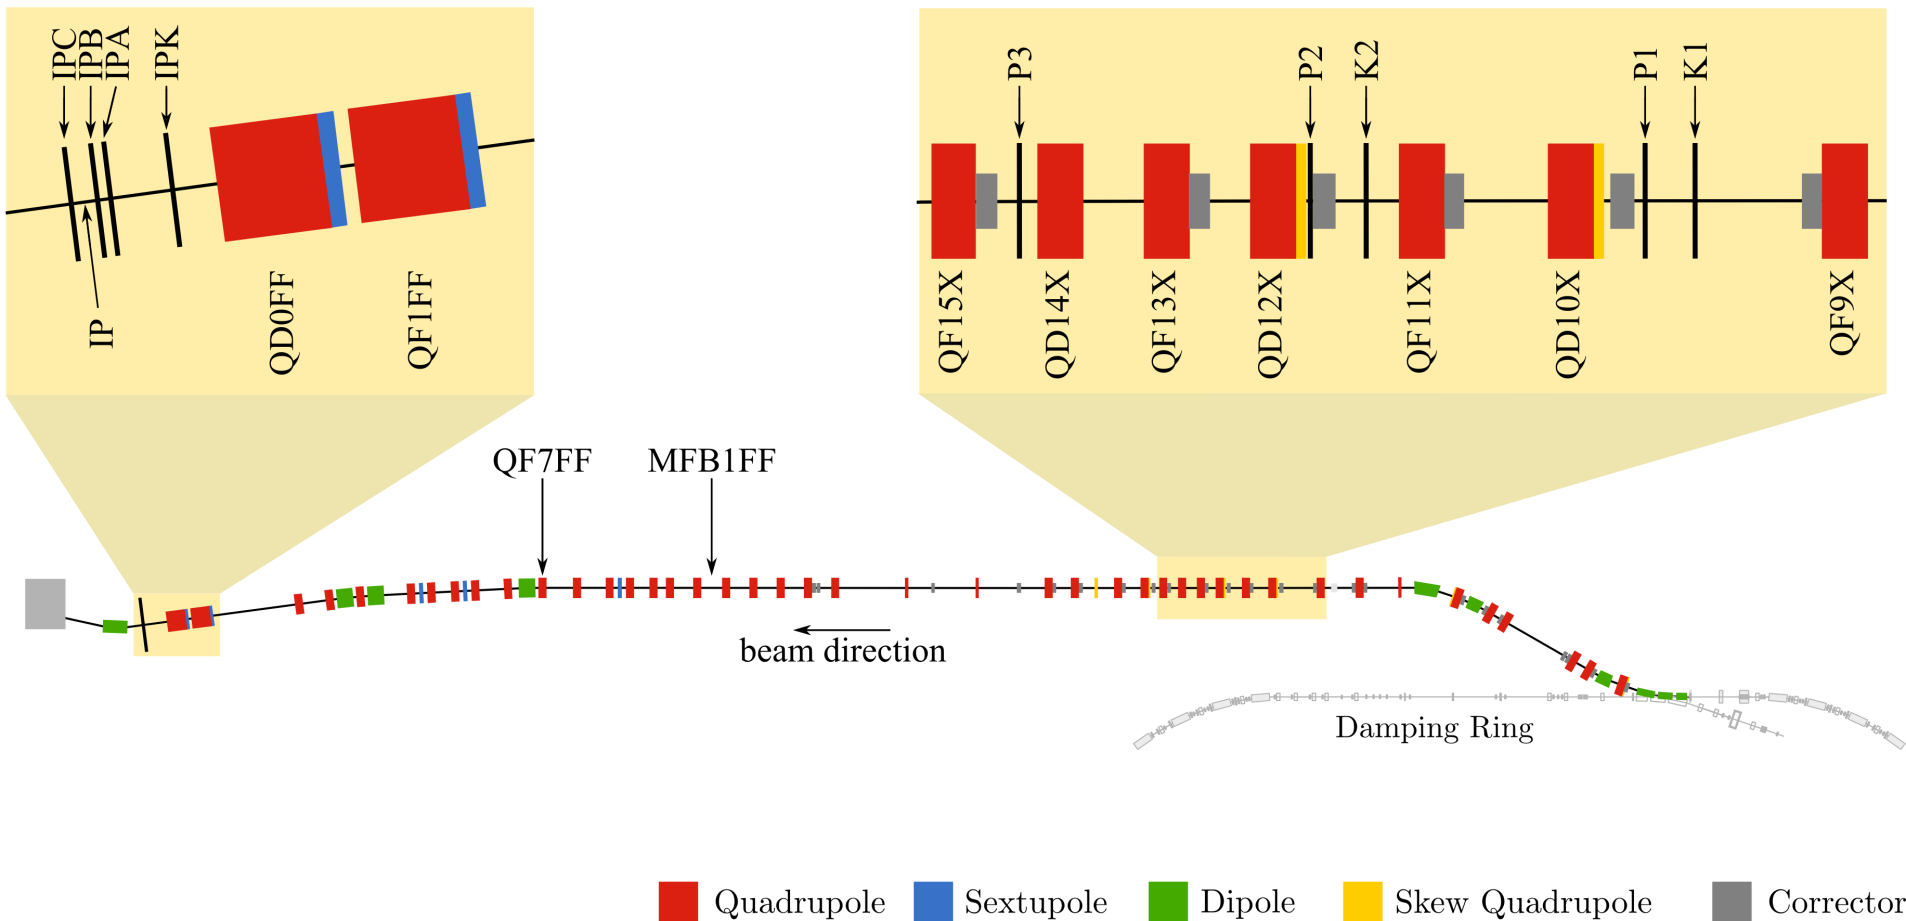 IPC
IPB
IPA
IPK
IP
QD0FF
QF1FF
P3
P2
K2
P1
K1
QF15X
QD14X
QF13X
QD12X
QF11X
QD10X
QF9X
QF7FF
MFB1FF
beam direction
Damping Ring
Quadrupole
Sextupole
Dipole
Skew Quadrupole
Corrector